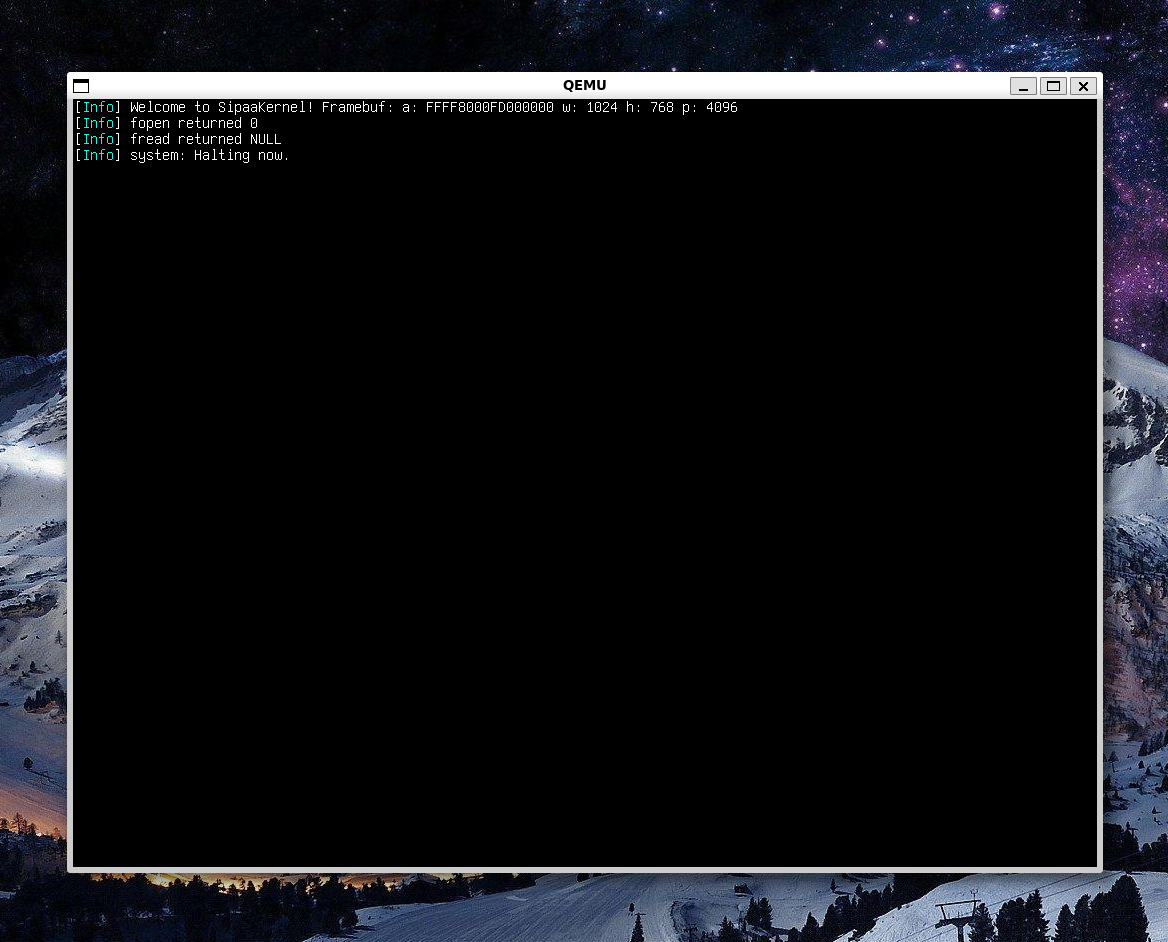 QEMU
[Info] Welcome to SipaaKernel! Framebuf: a: FFFF8000FD000000 w: 1024 h: 768 p: 4096
[Info] fopen returned 0
[Info] fread returned NULL
[Info] system: Halting now.